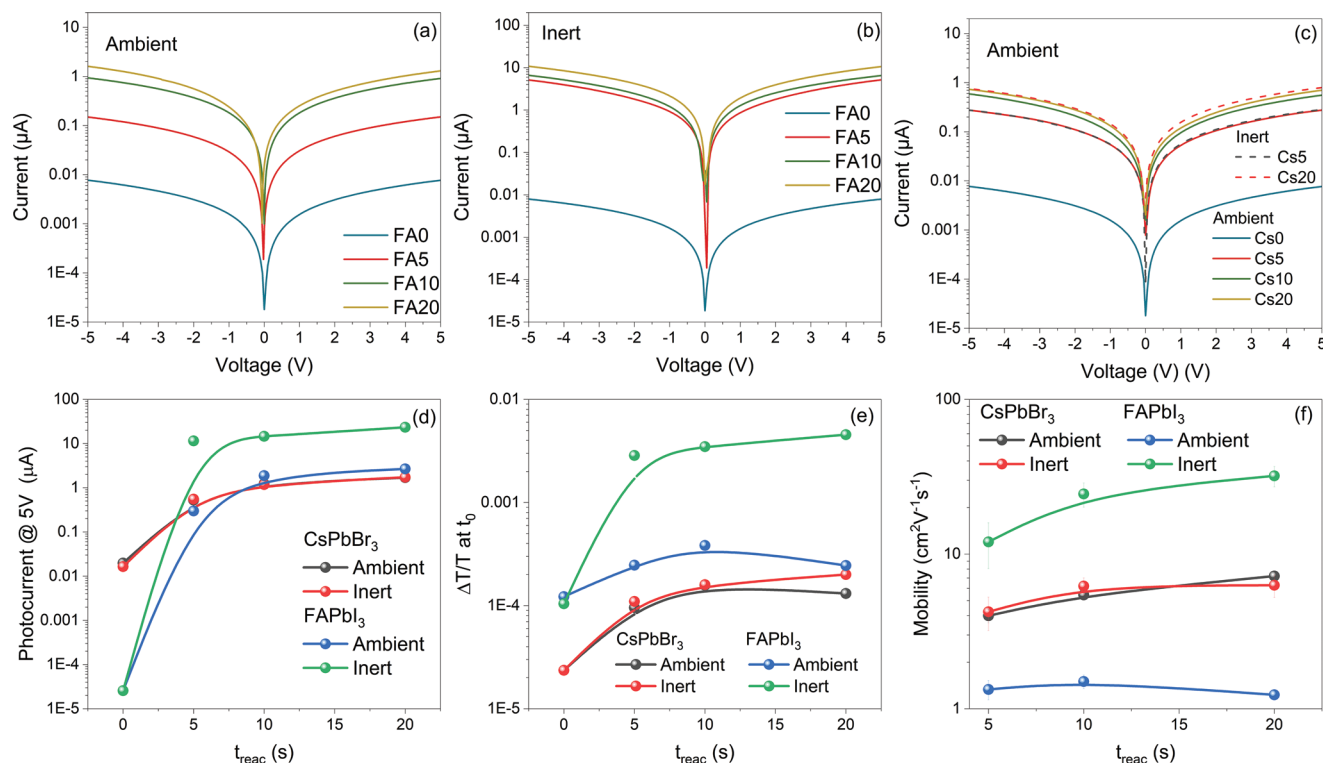 (a)
Ambient
10
1
0.1
0.01
0.001
1E-4
1E-5
Current (µA)
FA0
FA5
FA10
FA20
-5 -4 -3 -2 -1 0 1 2 3 4 5
Voltage (V)
(b)
Inert
100
10
1
0.1
0.01
0.001
1E-4
1E-5
Current (µA)
FA0
FA5
FA10
FA20
-5 -4 -3 -2 -1 0 1 2 3 4 5
Voltage (V)
(c)
Ambient
10
1
0.1
0.01
0.001
1E-4
1E-5
Current (µA)
Inert
Cs5
Cs20
Ambient
Cs0
Cs5
Cs10
Cs20
-5 -4 -3 -2 -1 0 1 2 3 4 5
Voltage (V) (V)
(d)
100
10
1
0.1
0.01
0.001
1E-4
1E-5
Photocurrent @ 5V (µA)
CsPbBr₃
Ambient
Inert
FAPbI₃
Ambient
Inert
0 5 10 15 20
t_reac (s)
(e)
0.01
0.001
1E-4
1E-5
ΔT/T at t₀
CsPbBr₃ FAPbI₃
Ambient Ambient
Inert Inert
0 5 10 15 20
t_reac (s)
(f)
100
10
1
Mobility (cm²V⁻¹s⁻¹)
CsPbBr₃ FAPbI₃
Ambient Ambient
Inert Inert
5 10 15 20
t_reac (s)